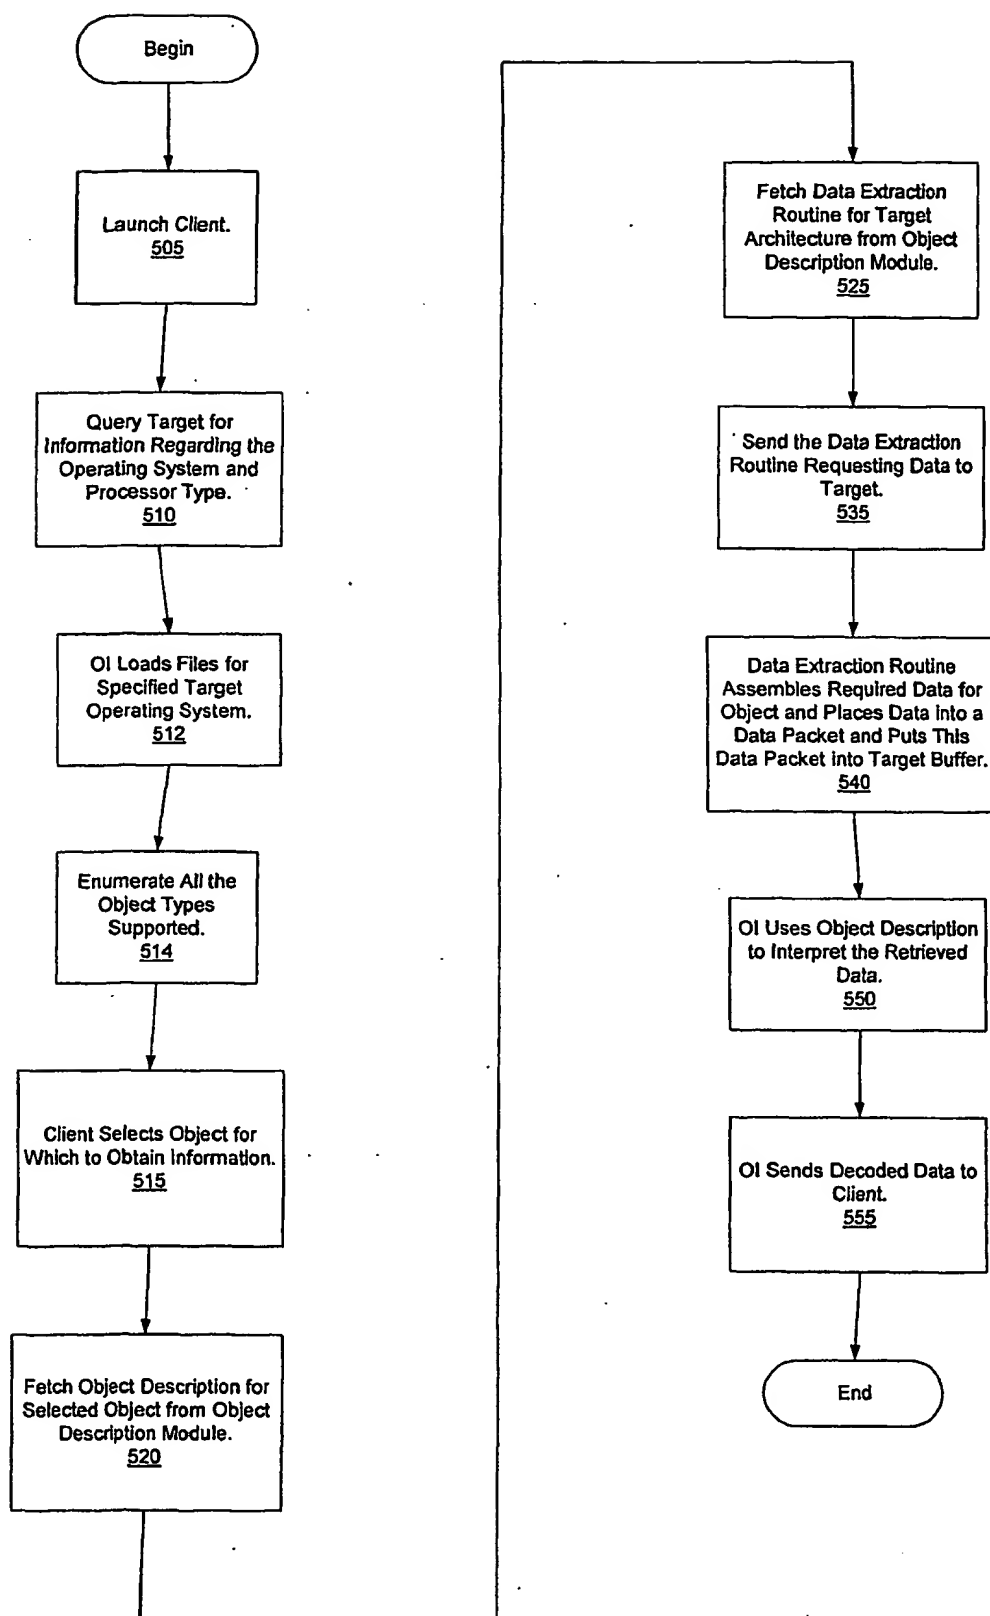 Begin
Launch Client.
505
Query Target for
Information Regarding the
Operating System and
Processor Type.
510
OI Loads Files for
Specified Target
Operating System.
512
Enumerate All the
Object Types
Supported.
514
Client Selects Object for
Which to Obtain Information.
515
Fetch Object Description for
Selected Object from Object
Description Module.
520
Fetch Data Extraction
Routine for Target
Architecture from Object
Description Module.
525
Send the Data Extraction
Routine Requesting Data to
Target.
535
Data Extraction Routine
Assembles Required Data for
Object and Places Data into a
Data Packet and Puts This
Data Packet into Target Buffer.
540
OI Uses Object Description
to Interpret the Retrieved
Data.
550
OI Sends Decoded Data to
Client.
555
End